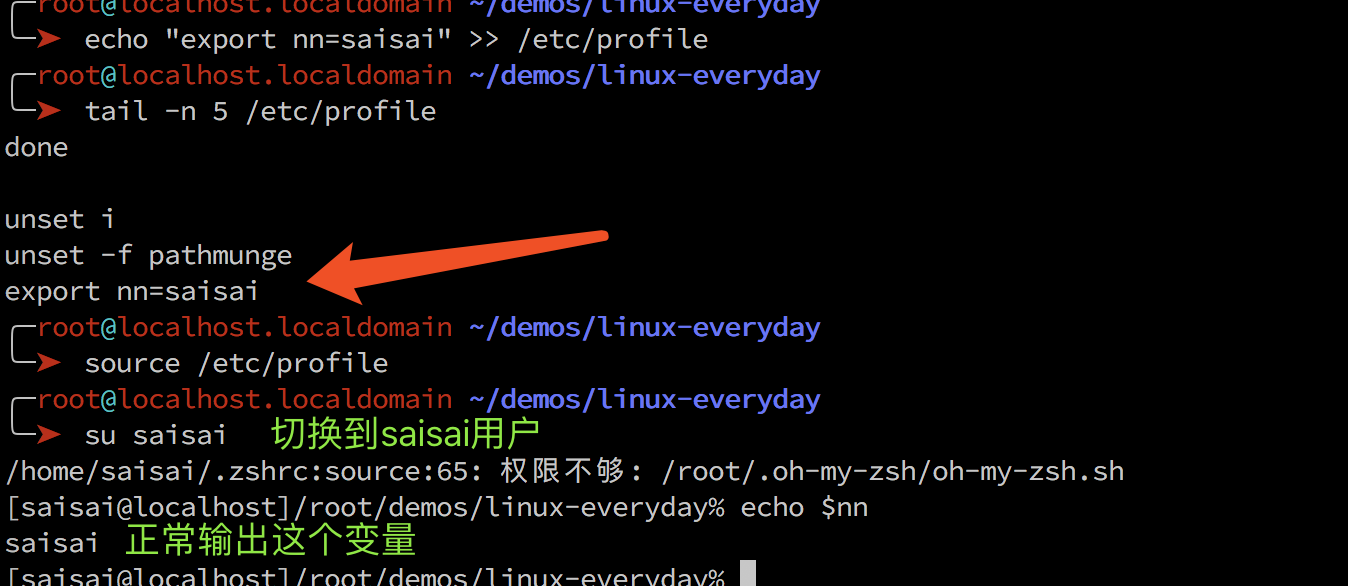 root@localhost.localdomain ~/demos/linux-everyday
echo "export nn=saisai" >> /etc/profile
root@localhost.localdomain ~/demos/linux-everyday
tail -n 5 /etc/profile
done
unset i
unset -f pathmunge
export nn=saisai
root@localhost.localdomain ~/demos/linux-everyday
source /etc/profile
root@localhost.localdomain ~/demos/linux-everyday
su saisai 切换到saisai用户
/home/saisai/.zshrc:source:65: 权限不够: /root/.oh-my-zsh/oh-my-zsh.sh
[saisai@localhost]/root/demos/linux-everyday% echo $nn
saisai 正常输出这个变量
[saisai@localhost]/root/demos/linux-everyday%